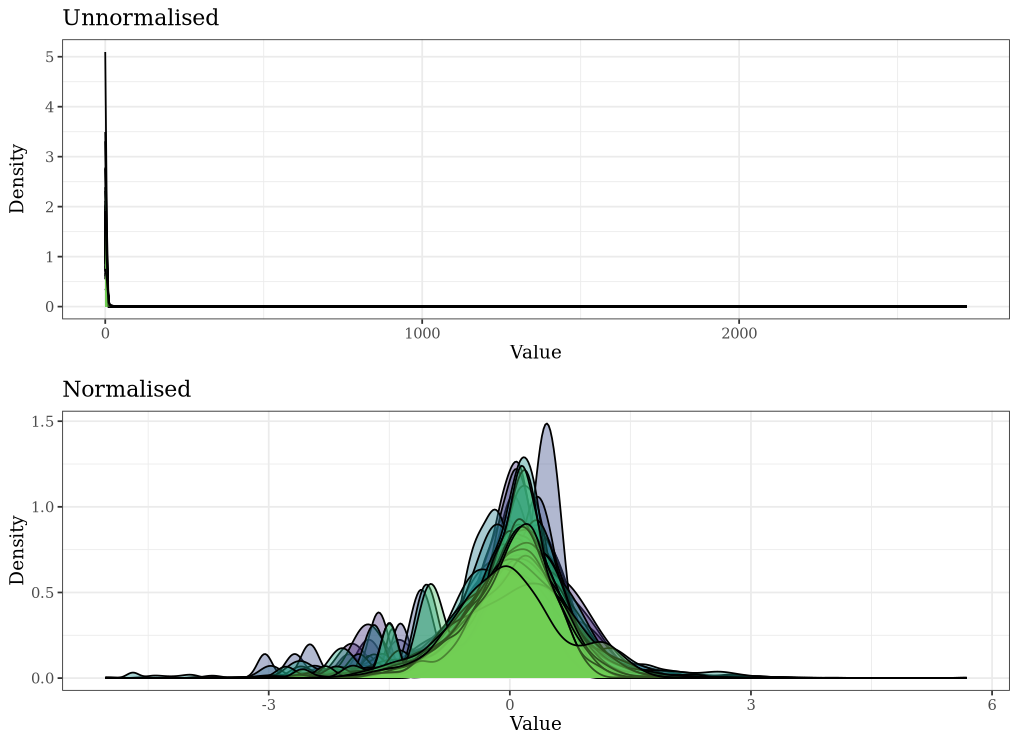 Unnormalised
5
4
3
2
1
0
Density
0 1000 2000
Value
Normalised
1.5
1.0
0.5
0.0
Density
-3 0 3 6
Value